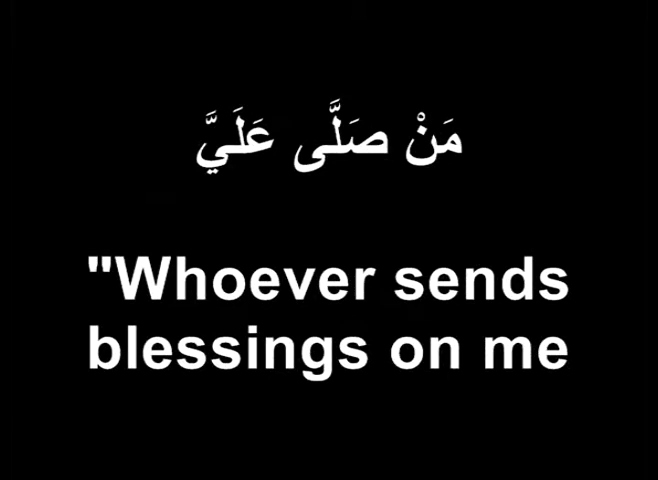 مَنْ صَلَّى عَلَيَّ
"Whoever sends
blessings on me